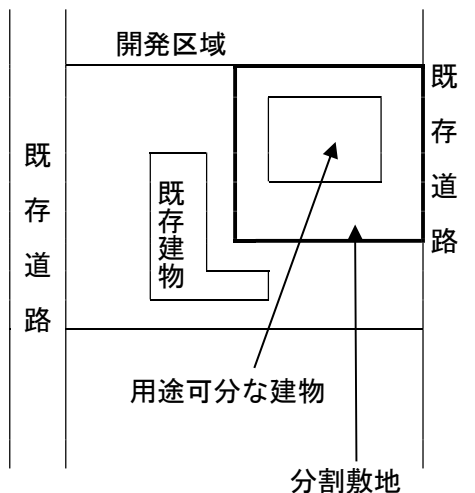 開発区域
既存道路
既存道路
既存建物
用途可分な建物
分割敷地